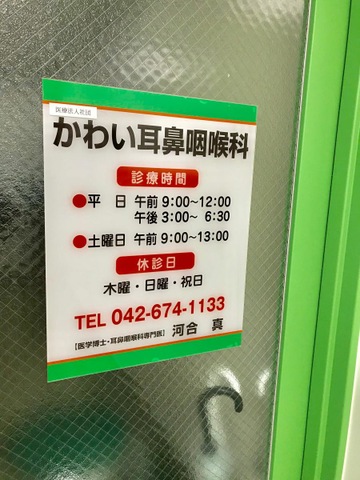 医療法人社団
かわい耳鼻咽喉科
診療時間
●平 日 午前 9:00~12:00
午後 3:00~ 6:30
●土曜日 午前 9:00~13:00
休診日
木曜・日曜・祝日
TEL 042-674-1133
【医学博士・耳鼻咽喉科専門医】 河合 真